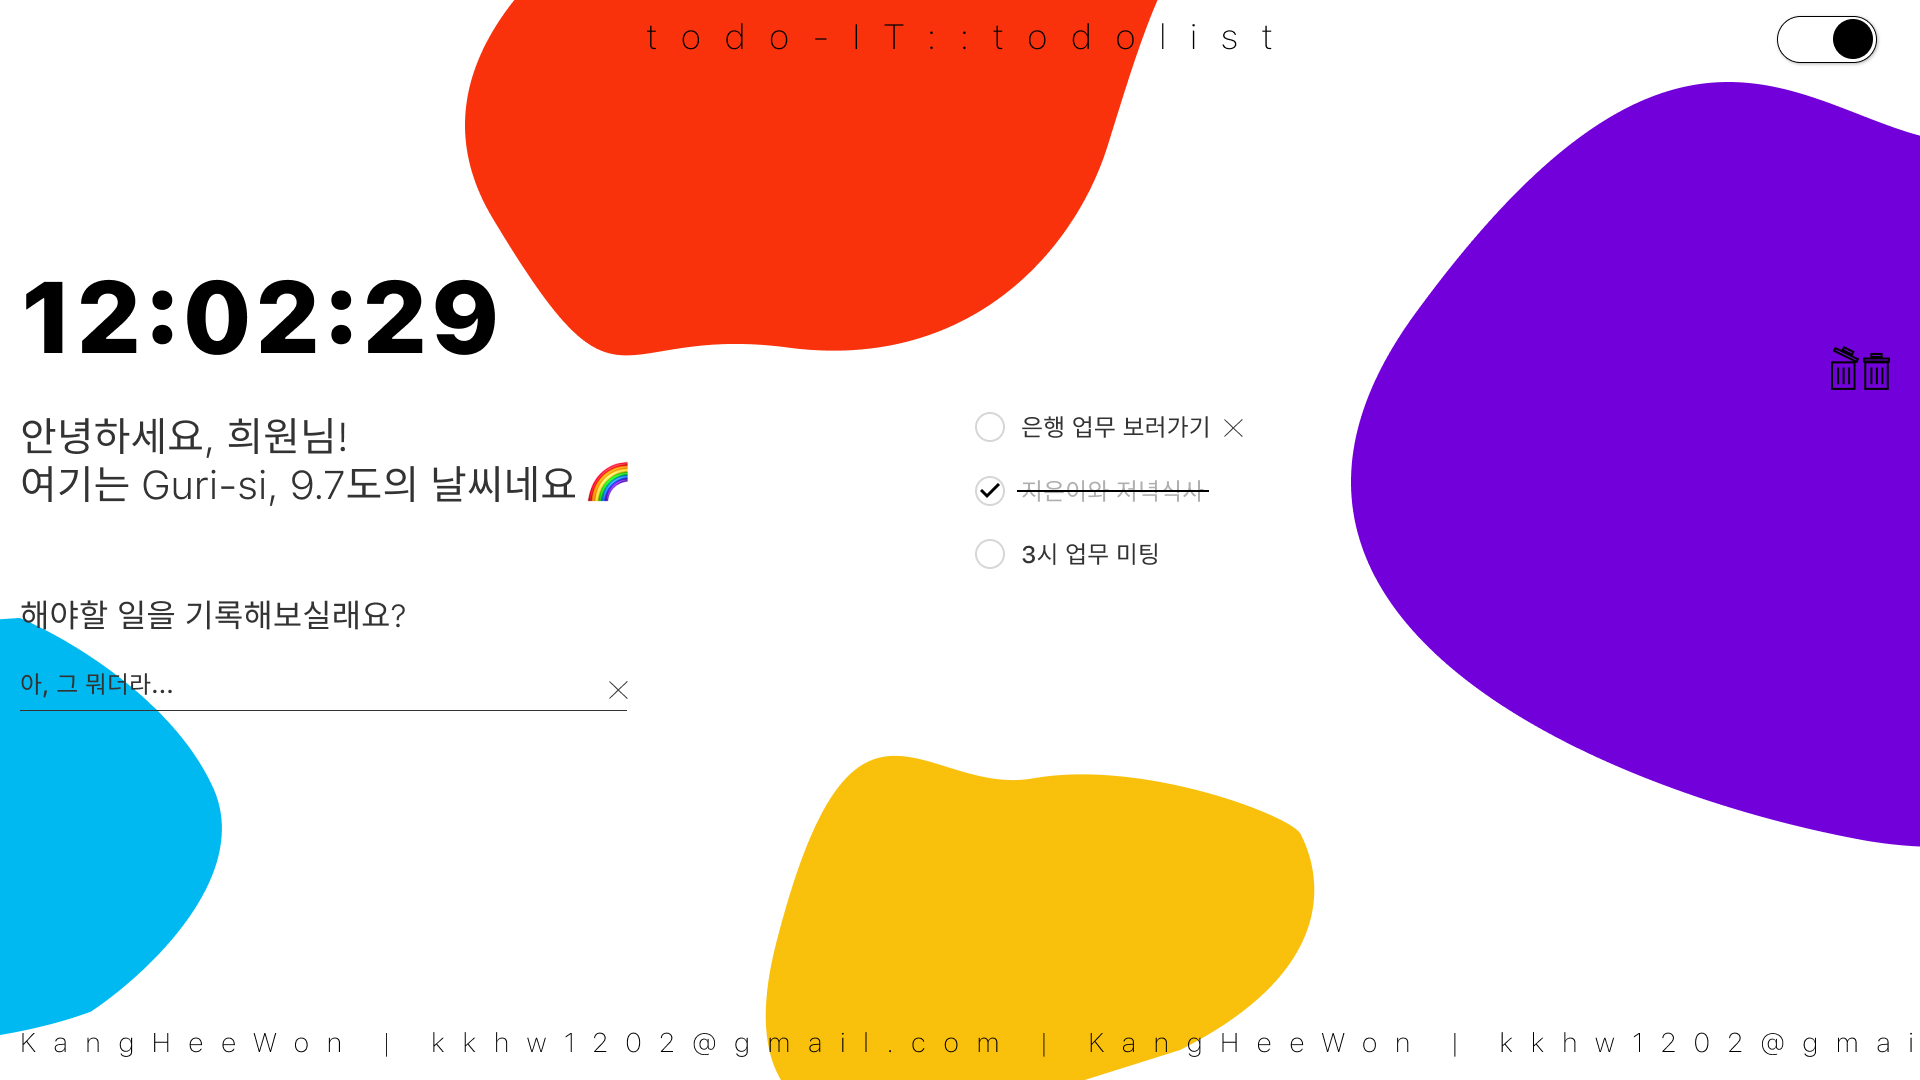 todo-IT::todolist
12:02:29
안녕하세요, 희원님!
여기는 Guri-si, 9.7도의 날씨네요 🌈
해야할 일을 기록해보실래요?
아, 그 뭐더라...
은행 업무 보러가기
지은이와 저녁식사
3시 업무 미팅
KangHeeWon | kkhw1202@gmail.com | KangHeeWon | kkhw1202@gmai